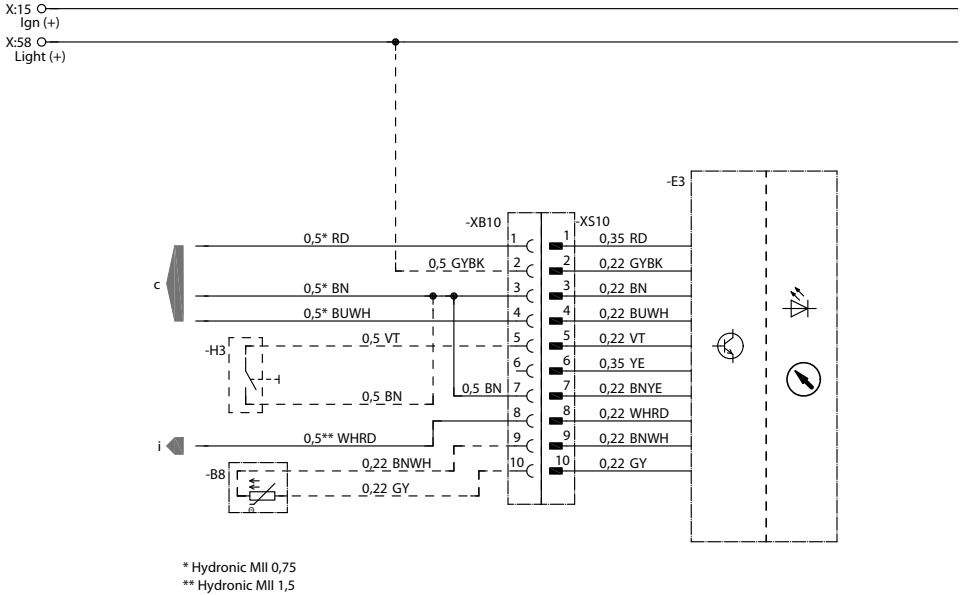 X:15
Ign (+)
X:58
Light (+)
-E3
-XB10
-XS10
0,5* RD
1
1
0,35 RD
0,5 GYBK
2
2
0,22 GYBK
c
0,5* BN
3
3
0,22 BN
0,5* BUWH
4
4
0,22 BUWH
-H3
0,5 VT
5
5
0,22 VT
6
6
0,35 YE
0,5 BN
0,5 BN
7
7
0,22 BNYE
8
8
0,22 WHRD
i
0,5** WHRD
9
9
0,22 BNWH
-B8
0,22 BNWH
10
10
0,22 GY
0,22 GY
θ
* Hydronic MII 0,75
** Hydronic MII 1,5